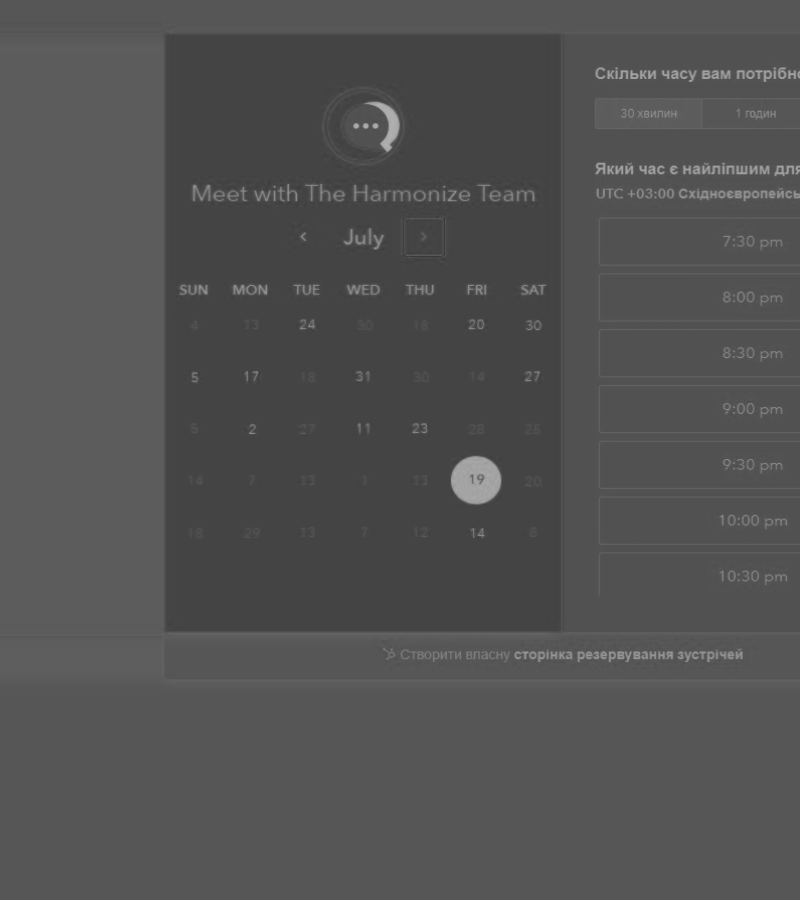 Meet with The Harmonize Team
July
SUN MON TUE WED THU FRI SAT
4 13 24 30 18 20 30
5 17 18 31 30 14 27
2 27 11 23 28 25
14 7 13 1 13 19 20
18 29 13 7 12 14
Скільки часу вам потрібно
30 хвилин 1 годин
Який час є найліпшим для
UTC +03:00 Східноєвропейсь
7:30 pm
8:00 pm
8:30 pm
9:00 pm
9:30 pm
10:00 pm
10:30 pm
Створити власну сторінка резервування зустрічей